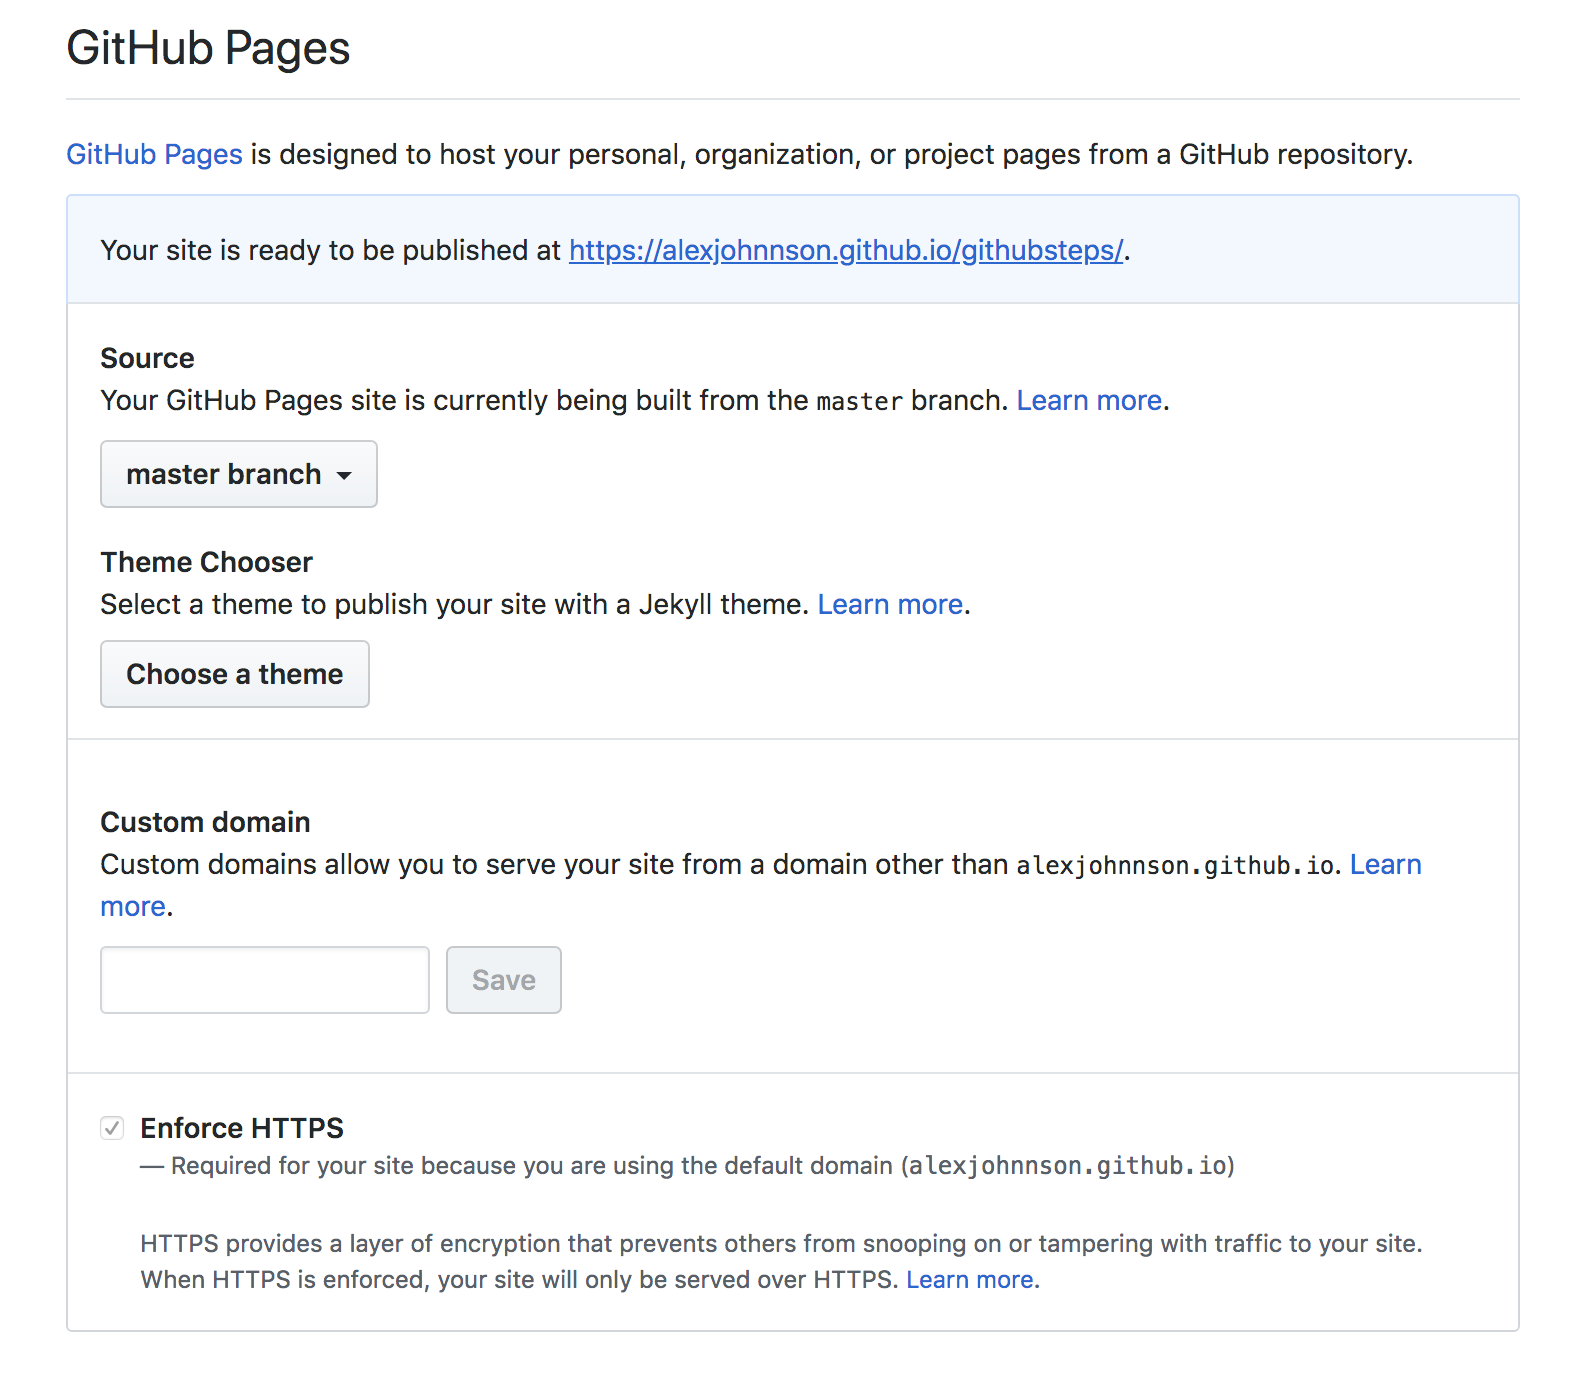 GitHub Pages
GitHub Pages is designed to host your personal, organization, or project pages from a GitHub repository.
Your site is ready to be published at https://alexjohnnson.github.io/githubsteps/.
Source
Your GitHub Pages site is currently being built from the master branch. Learn more.
master branch
Theme Chooser
Select a theme to publish your site with a Jekyll theme. Learn more.
Choose a theme
Custom domain
Custom domains allow you to serve your site from a domain other than alexjohnnson.github.io. Learn
more.
Save
Enforce HTTPS
— Required for your site because you are using the default domain (alexjohnnson.github.io)
HTTPS provides a layer of encryption that prevents others from snooping on or tampering with traffic to your site.
When HTTPS is enforced, your site will only be served over HTTPS. Learn more.